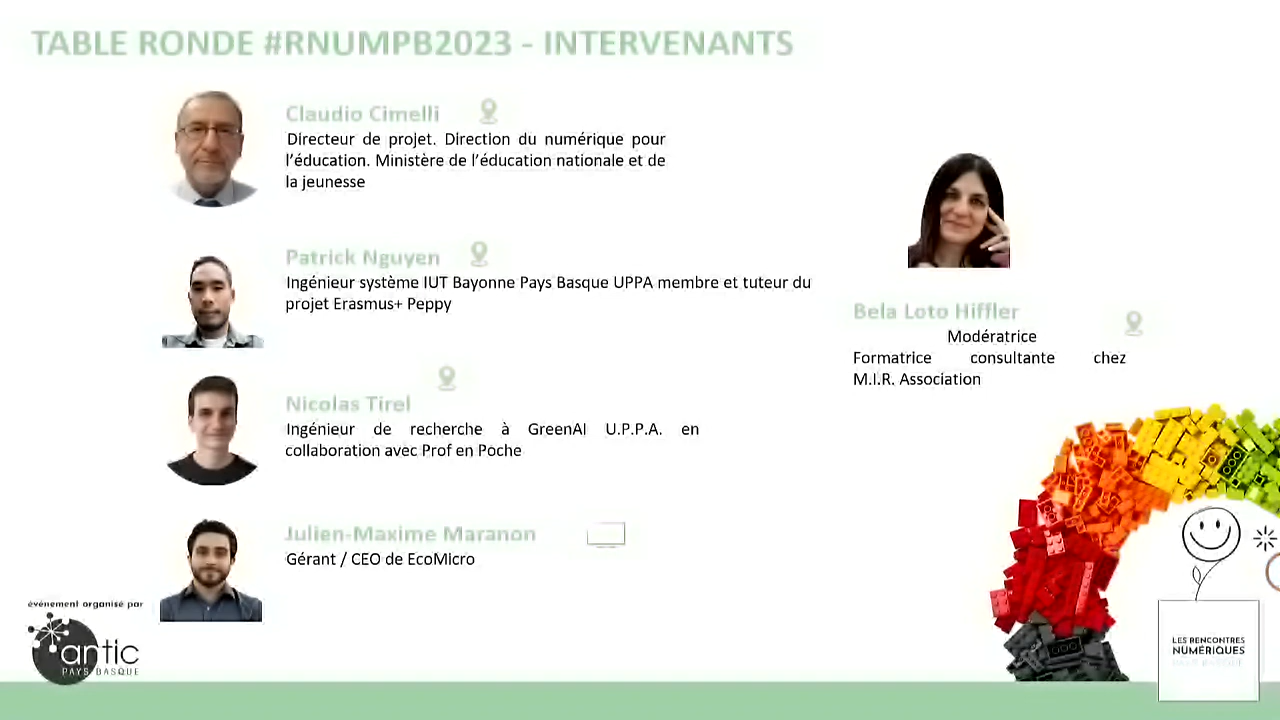 TABLE RONDE #RNUMPB2023 - INTERVENANTS
Claudio Cimelli
Directeur de projet. Direction du numérique pour
l'éducation. Ministère de l'éducation nationale et de
la jeunesse
Patrick Nguyen
Ingénieur système IUT Bayonne Pays Basque UPPA membre et tuteur du
projet Erasmus+ Peppy
Nicolas Tirel
Ingénieur de recherche à GreenAI U.P.P.A. en
collaboration avec Prof en Poche
Julien-Maxime Maranon
Gérant / CEO de EcoMicro
Bela Loto Hiffler
Modératrice
Formatrice consultante chez
M.I.R. Association
événement organisé par
antic
PAYS BASQUE
LES RENCONTRES
NUMÉRIQUES